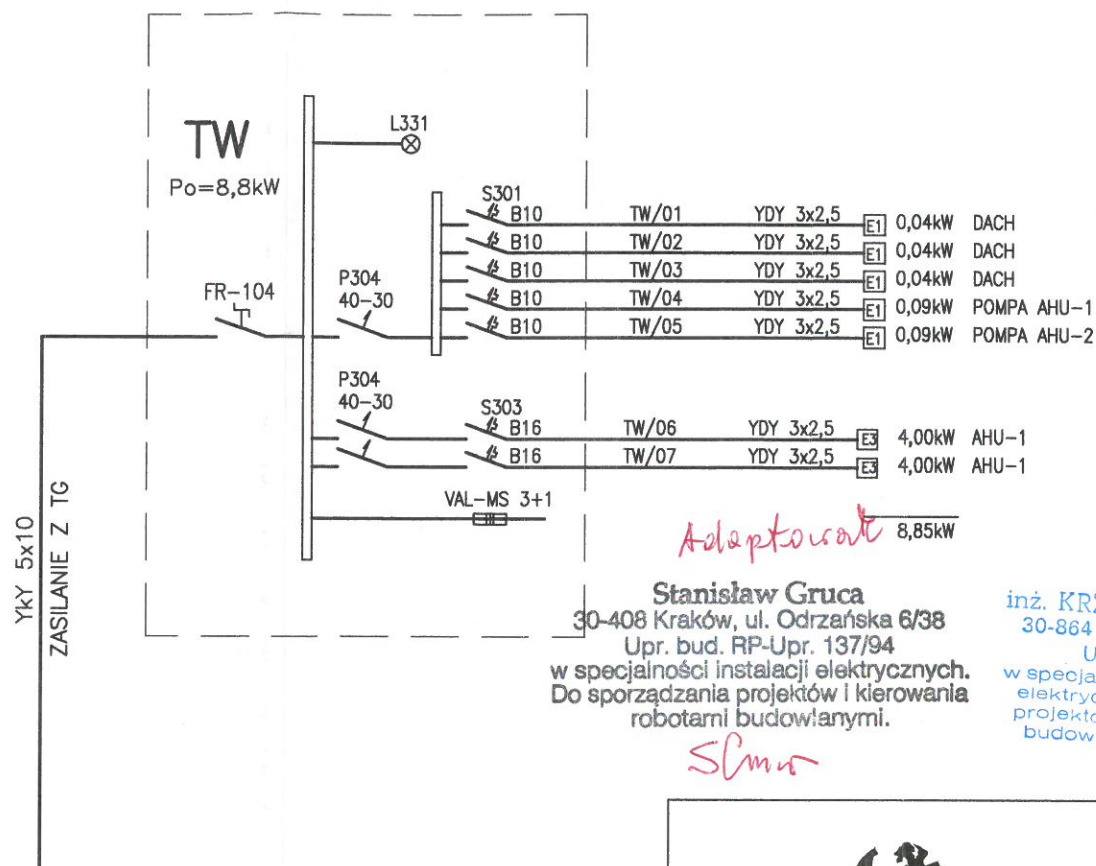 TW
Po=8,8kW
L331
S301
B10 TW/01 YDY 3x2,5 E1 0,04kW DACH
B10 TW/02 YDY 3x2,5 E1 0,04kW DACH
B10 TW/03 YDY 3x2,5 E1 0,04kW DACH
B10 TW/04 YDY 3x2,5 E1 0,09kW POMPA AHU-1
B10 TW/05 YDY 3x2,5 E1 0,09kW POMPA AHU-2
FR-104
P304
40-30
P304
40-30
S303
B16 TW/06 YDY 3x2,5 E3 4,00kW AHU-1
B16 TW/07 YDY 3x2,5 E3 4,00kW AHU-1
VAL-MS 3+1
8,85kW
YKY 5x10
ZASILANIE Z TG
Adaptował
Stanisław Gruca
30-408 Kraków, ul. Odrzańska 6/38
Upr. bud. RP-Upr. 137/94
w specjalności instalacji elektrycznych.
Do sporządzania projektów i kierowania
robotami budowlanymi.
inż. KRZ
30-864
U
w specja
elektryc
projekto
budow